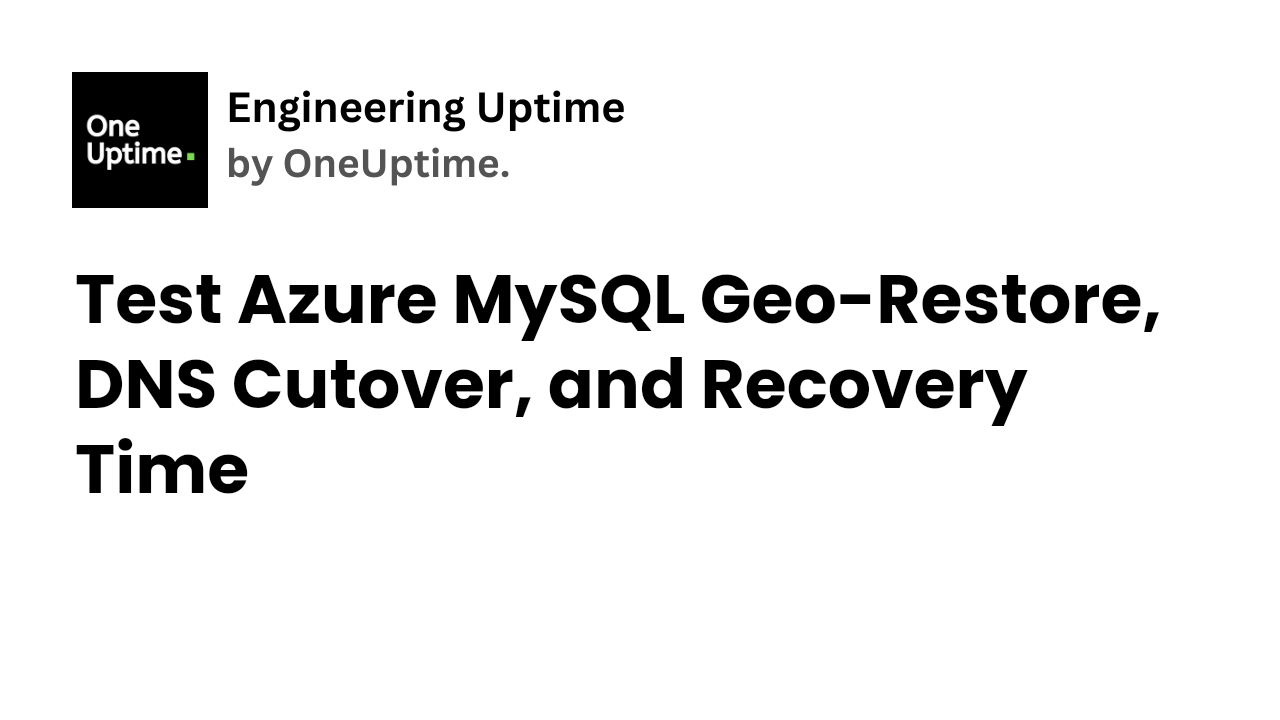 One
Uptime
Engineering Uptime
by OneUptime.
Test Azure MySQL Geo-Restore,
DNS Cutover, and Recovery
Time